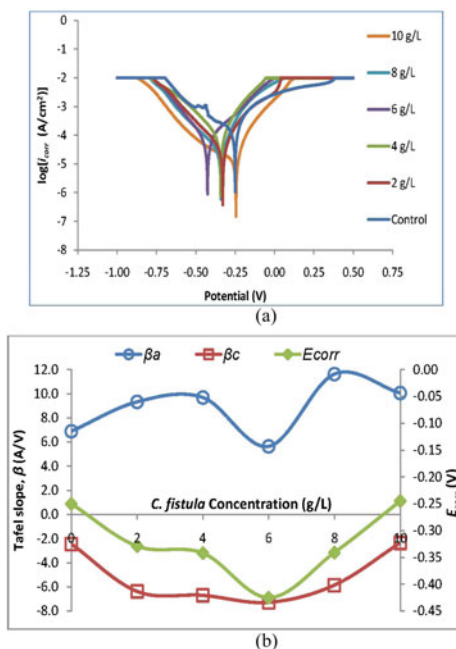 0
-1
-2
-3
-4
-5
-6
-7
-8
log[i_corr (A/cm²)]
-1.25 -1.00 -0.75 -0.50 -0.25 0.00 0.25 0.50 0.75
Potential (V)
10 g/L
8 g/L
6 g/L
4 g/L
2 g/L
Control
(a)
βa βc Ecorr
12.0
10.0
8.0
6.0
4.0
2.0
0.0
-2.0
-4.0
-6.0
-8.0
Tafel slope, β (A/V)
C. fistula Concentration (g/L)
0 2 4 6 8 10
0.00
-0.05
-0.10
-0.15
-0.20
-0.25
-0.30
-0.35
-0.40
-0.45
E_corr (V)
(b)